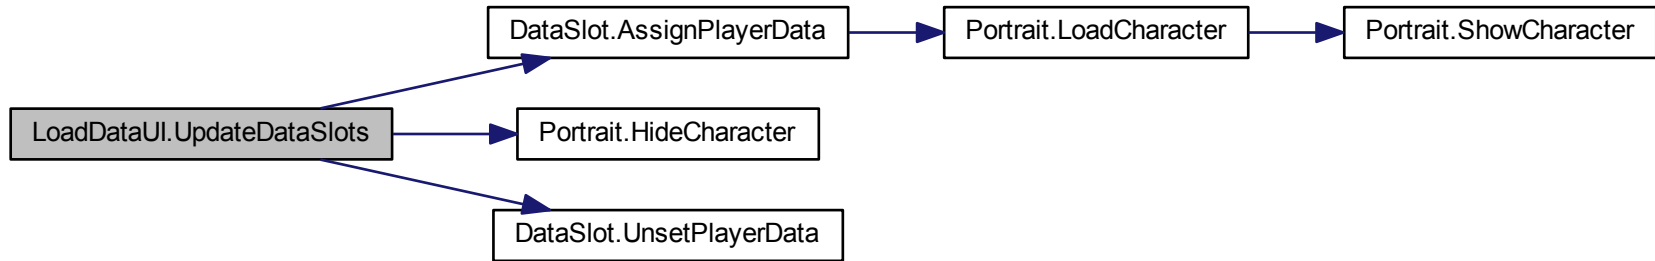 DataSlot.AssignPlayerData
Portrait.LoadCharacter
Portrait.ShowCharacter
LoadDataUI.UpdateDataSlots
Portrait.HideCharacter
DataSlot.UnsetPlayerData